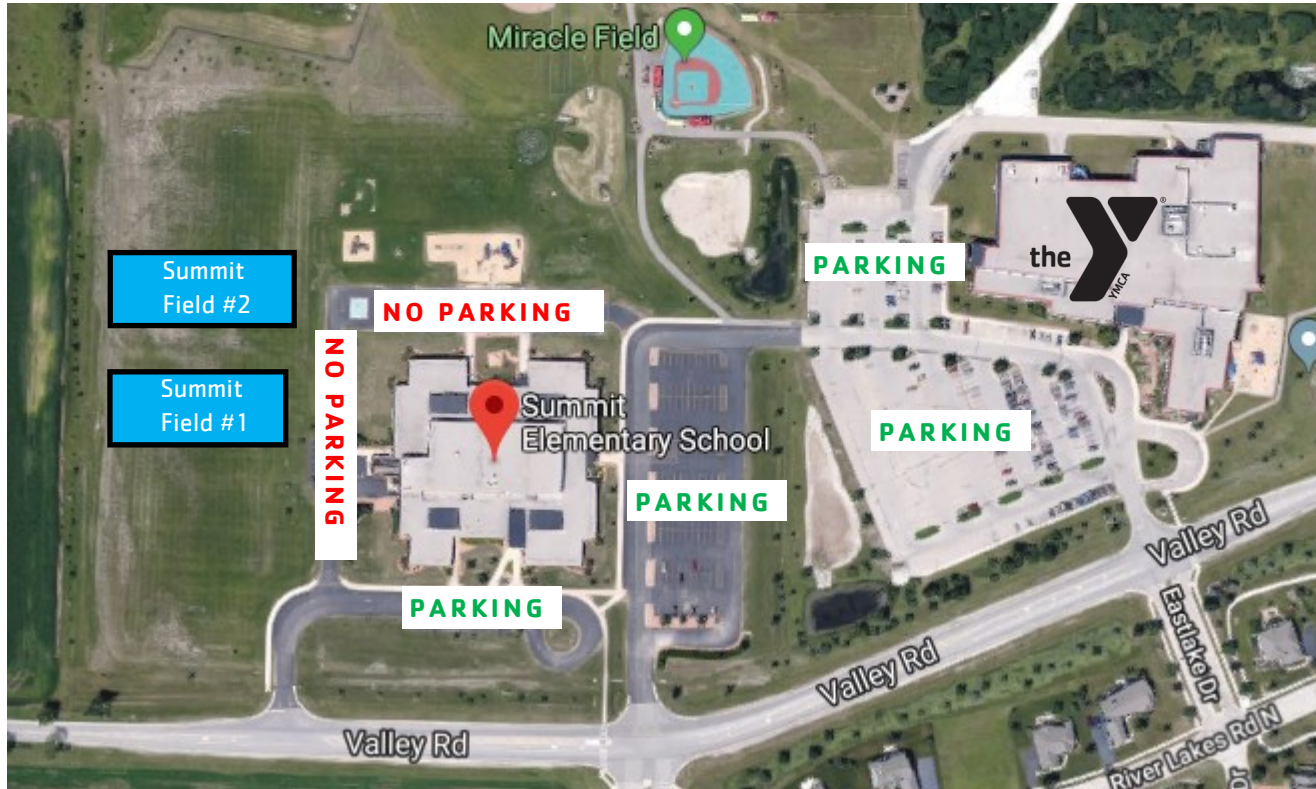 Miracle Field
the
YMCA
®
PARKING
Summit
Field #2
NO PARKING
NO PARKING
Summit
Field #1
Summit
Elementary School
PARKING
PARKING
PARKING
Valley Rd
Valley Rd
Valley Rd
Eastlake Dr
River Lakes Rd N
Dr